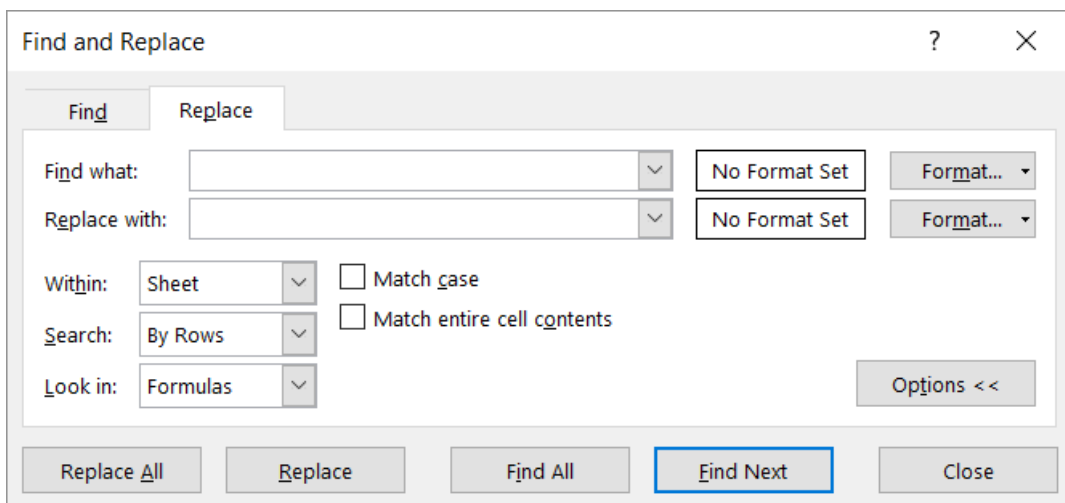 Find and Replace ?
Find Replace
Find what: No Format Set Format...
Replace with: No Format Set Format...
Within: Sheet Match case
Match entire cell contents
Search: By Rows
Look in: Formulas
Options <<
Replace All Replace Find All Find Next Close